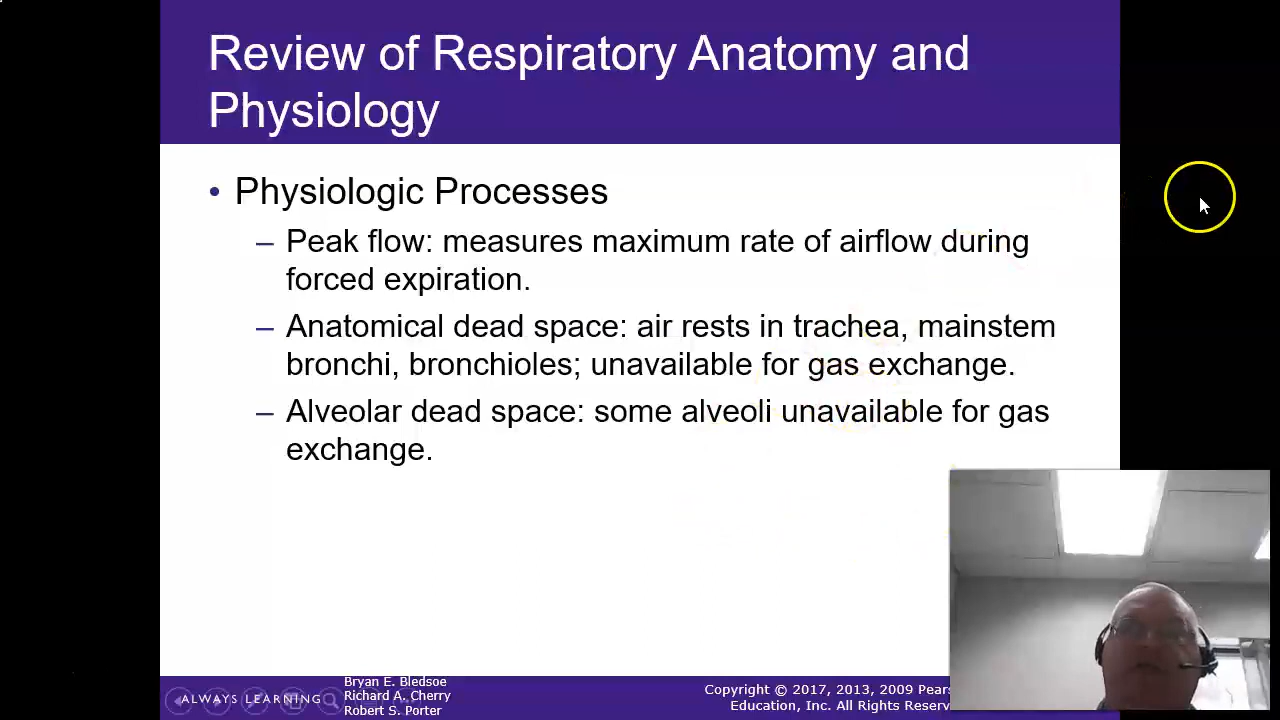 Review of Respiratory Anatomy and
Physiology
• Physiologic Processes
– Peak flow: measures maximum rate of airflow during
forced expiration.
– Anatomical dead space: air rests in trachea, mainstem
bronchi, bronchioles; unavailable for gas exchange.
– Alveolar dead space: some alveoli unavailable for gas
exchange.
ALWAYS LEARNING
Bryan E. Bledsoe
Richard A. Cherry
Robert S. Porter
Copyright © 2017, 2013, 2009
Education, Inc. All Rights